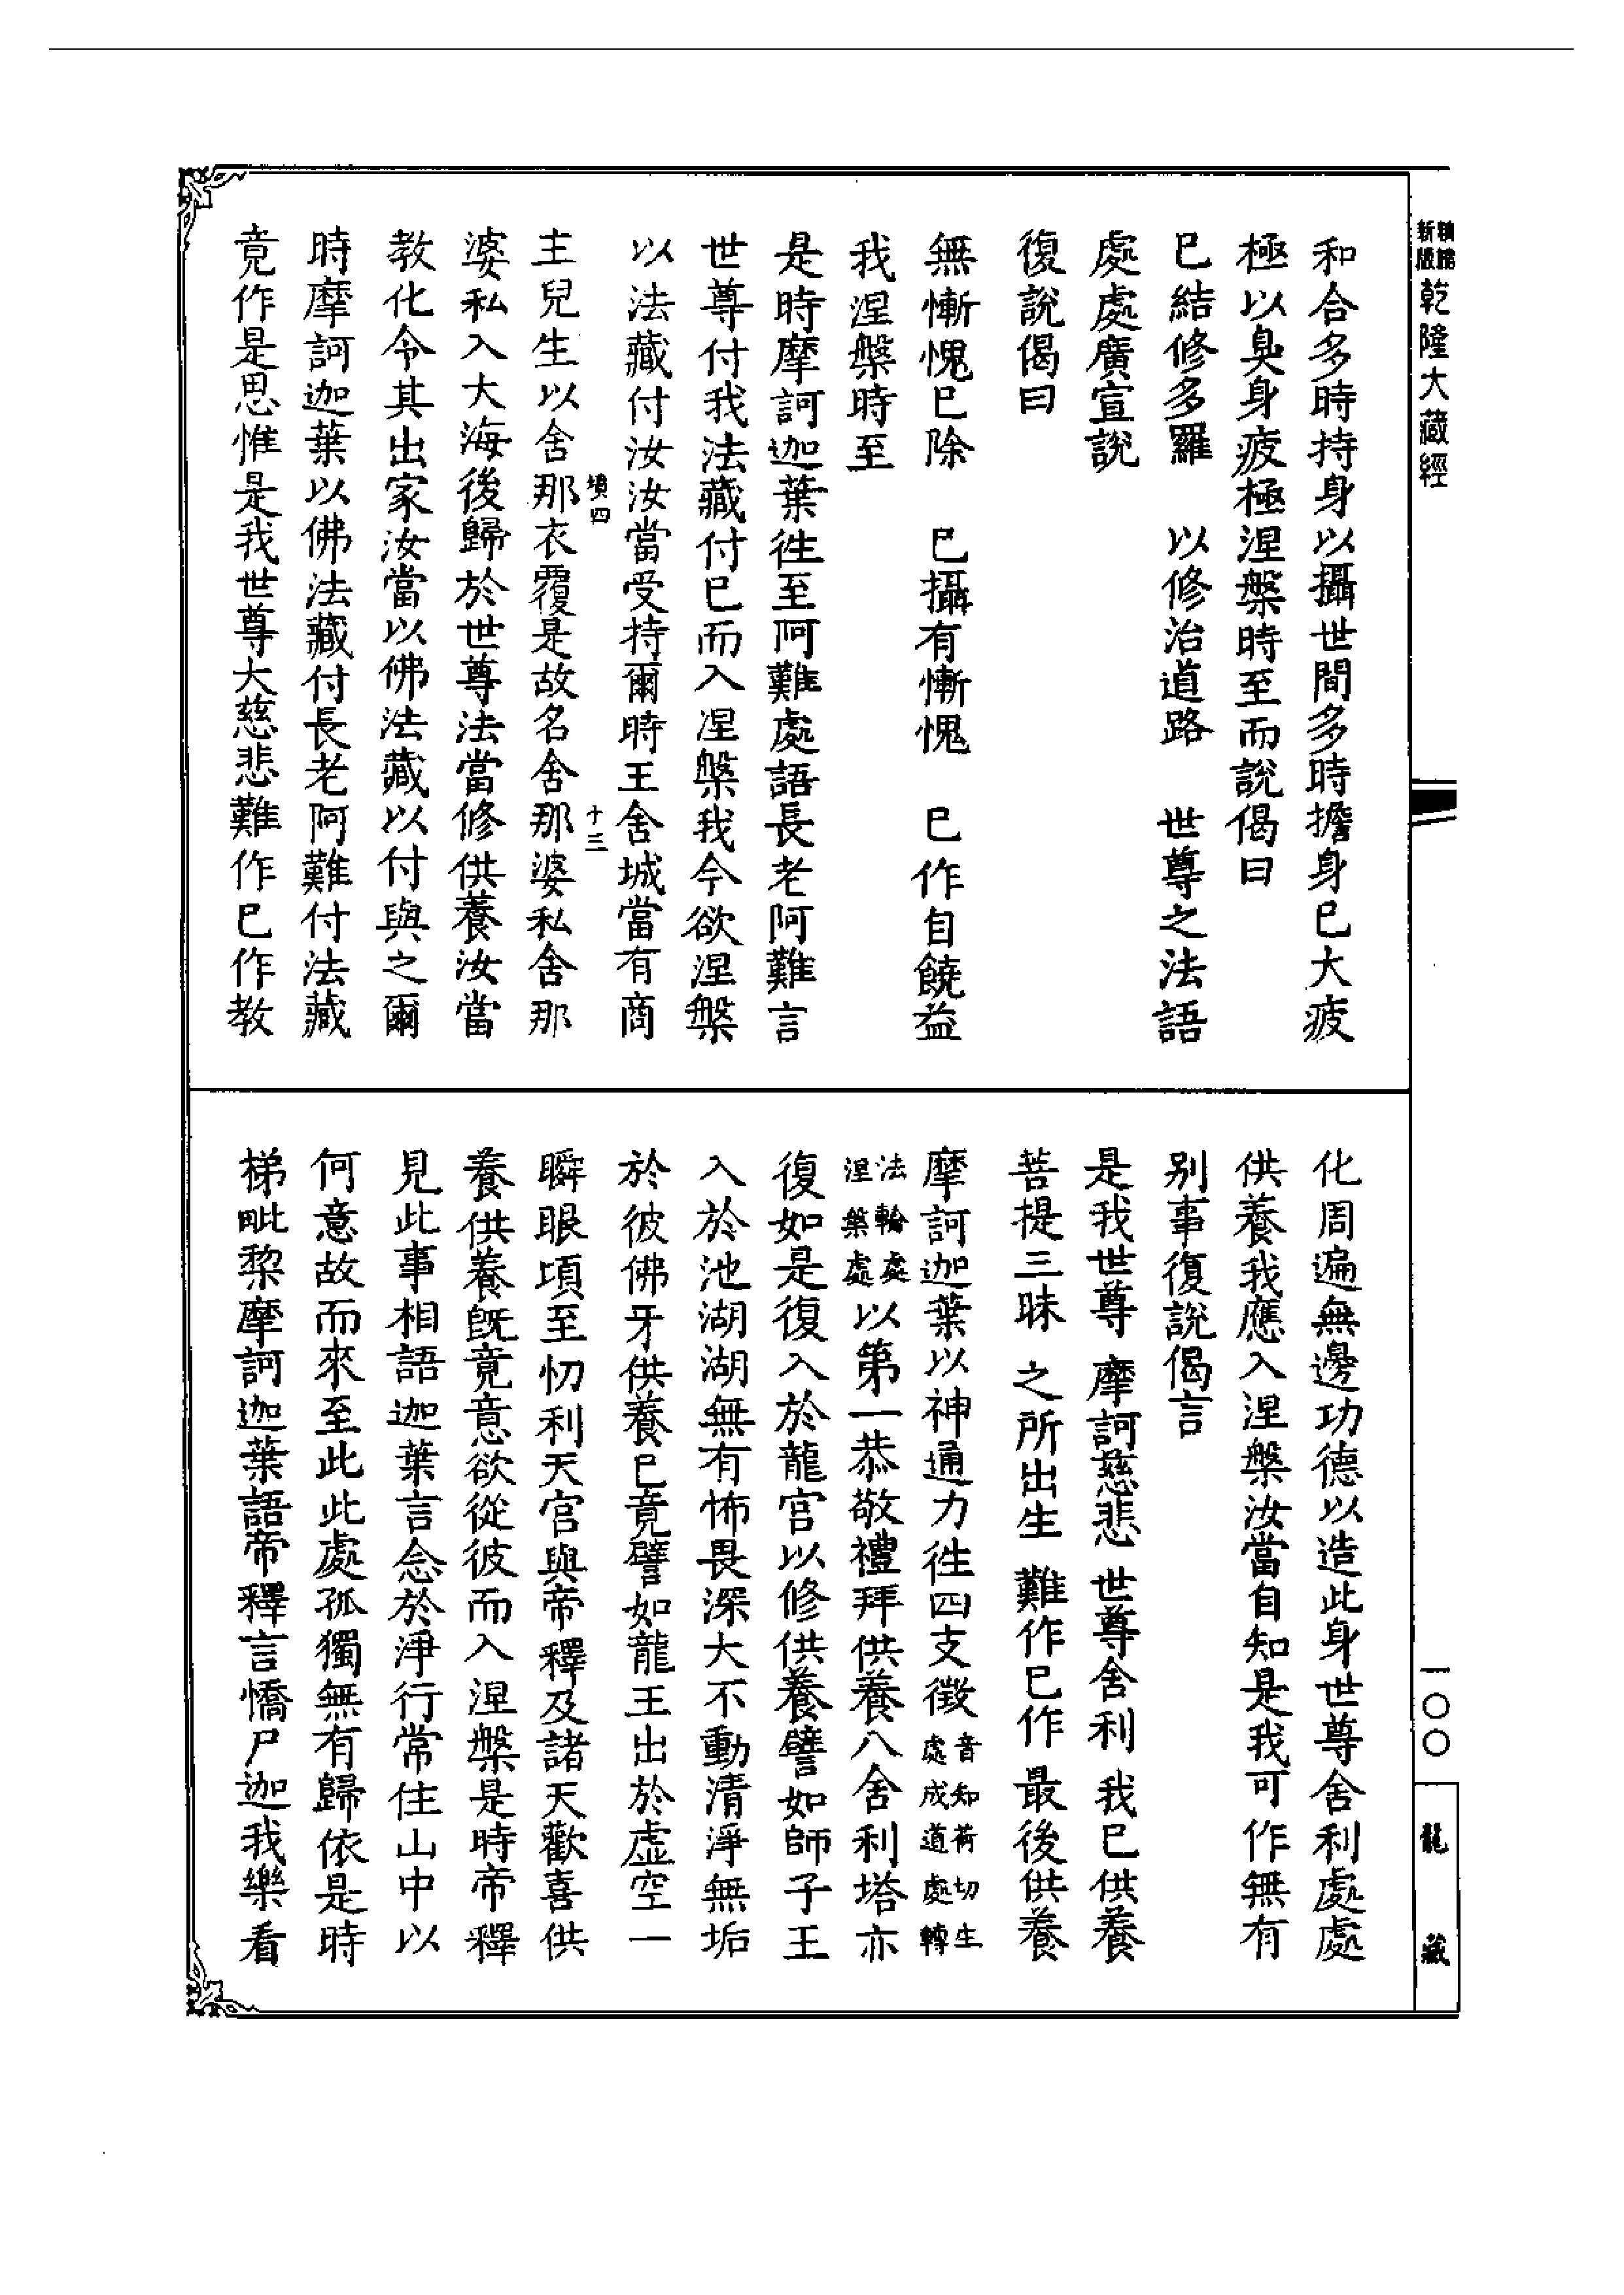 新版
乾隆大藏經
和合多時持身以攝世間多時擔身已大疲
極以臭身疲極涅槃時至而說偈曰
已結修多羅　以修治道路　世尊之法語
處處廣宣說
復說偈曰
無慚愧已除　已攝有慚愧　已作自饒益
我涅槃時至
是時摩訶迦葉徃至阿難處語長老阿難言
世尊付我法藏付已而入涅槃我今欲涅槃
以法藏付汝汝當受持爾時王舍城當有商
墳四　十三
主兒生以舍那衣覆是故名舍那婆私舍那
婆私入大海後歸於世尊法當修供養汝當
教化令其出家汝當以佛法藏以付與之爾
時摩訶迦葉以佛法藏付長老阿難付法藏
竟作是思惟是我世尊大慈悲難作已作教
化周遍無邊功德以造此身世尊舍利處處
供養我應入涅槃汝當自知是我可作無有
别事復說偈言
是我世尊　摩訶慈悲　世尊舍利　我已供養
菩提三昧　之所出生　難作已作　最後供養
摩訶迦葉以神通力徃四支徵音知荷切生處成道處轉
法輪處涅槃處以第一恭敬禮拜供養八舍利塔亦
復如是復入於龍宮以修供養譬如師子王
入於池湖湖無有怖畏深大不動清淨無垢
於彼佛牙供養已竟譬如龍王出於虛空一
瞬眼頃至忉利天宮與帝釋及諸天歡喜供
養供養既竟意欲從彼而入涅槃是時帝釋
見此事相語迦葉言念於淨行常住山中以
何意故而來至此此處孤獨無有歸依是時
梯毗黎摩訶迦葉語帝釋言憍尸迦我樂看
一〇〇
龍藏